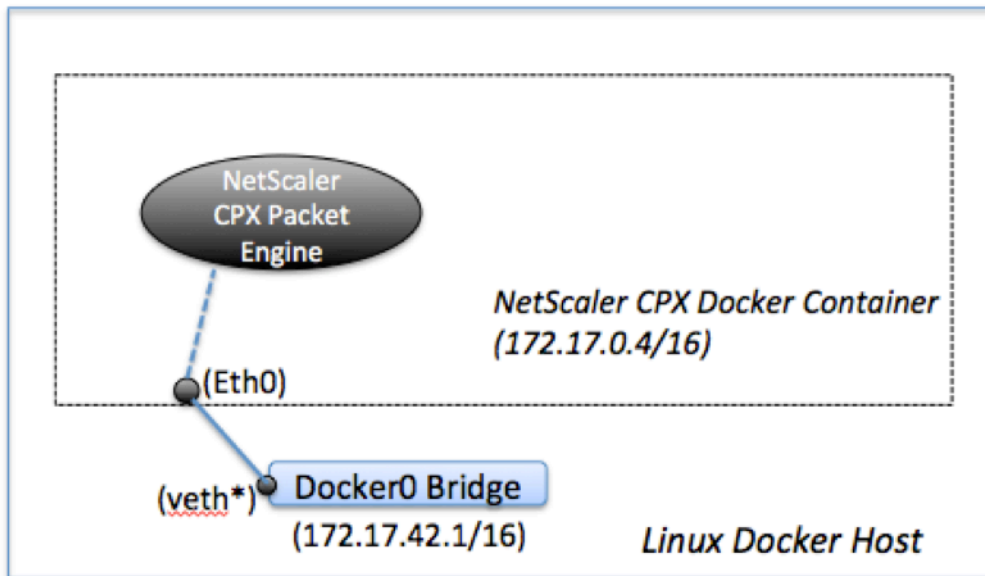 NetScaler
CPX Packet
Engine
NetScaler CPX Docker Container
(172.17.0.4/16)
(Eth0)
(veth*)
Docker0 Bridge
(172.17.42.1/16)
Linux Docker Host